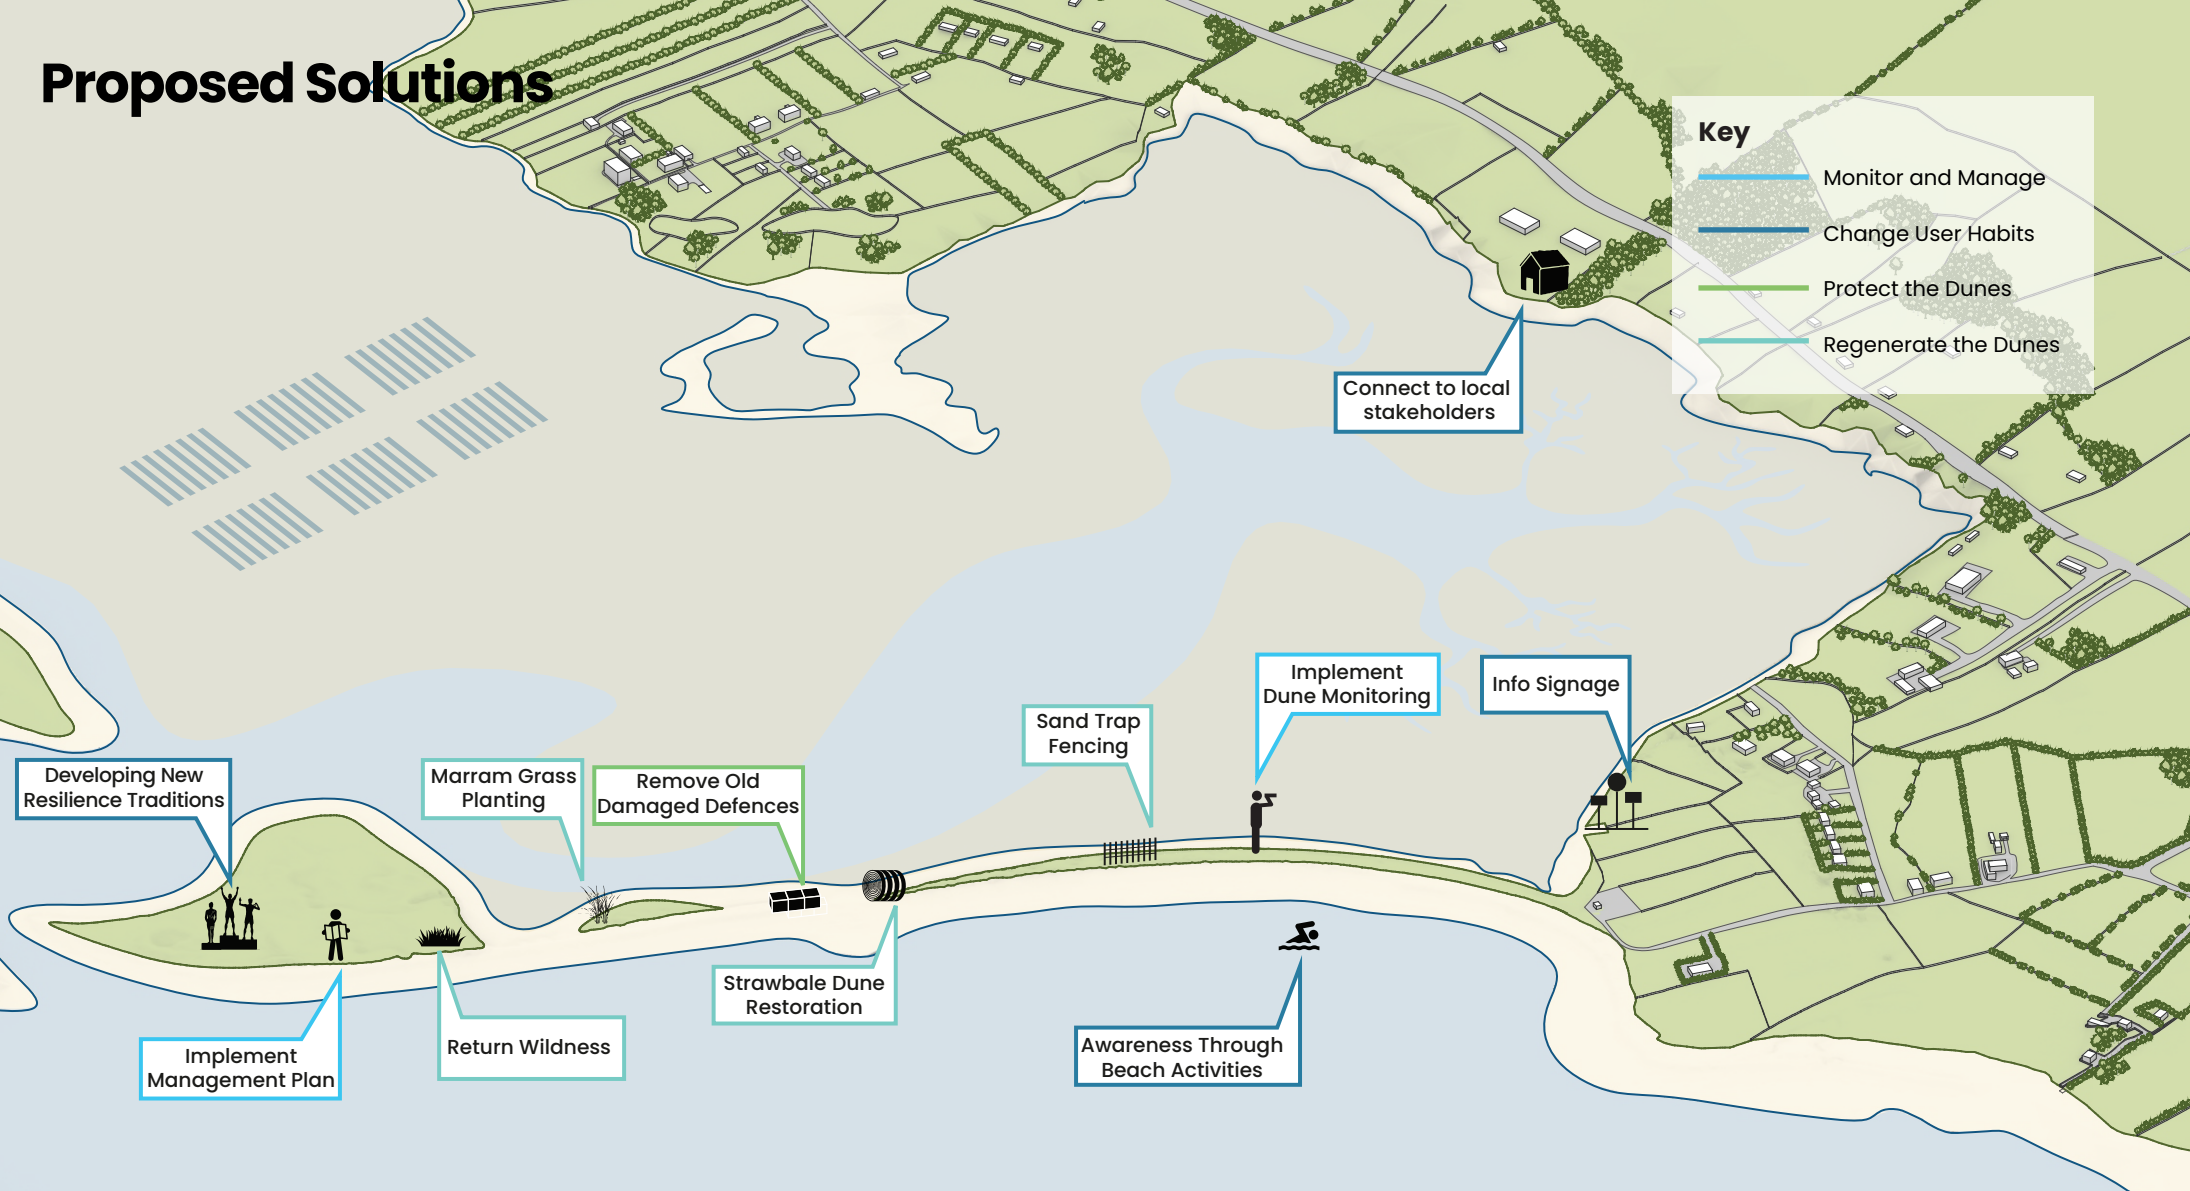 Proposed Solutions
Key
Monitor and Manage
Change User Habits
Protect the Dunes
Regenerate the Dunes
Connect to local
stakeholders
Implement
Dune Monitoring
Info Signage
Sand Trap
Fencing
Developing New
Resilience Traditions
Marram Grass
Planting
Remove Old
Damaged Defences
Strawbale Dune
Restoration
Return Wildness
Implement
Management Plan
Awareness Through
Beach Activities